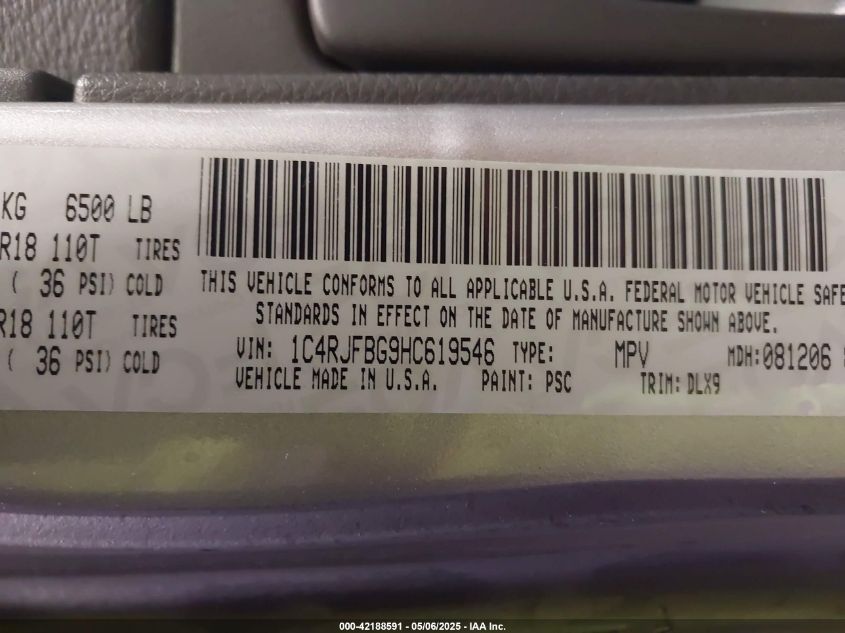 KG 6500 LB
R18 110T TIRES
( 36 PSI) COLD
R18 110T TIRES
( 36 PSI) COLD
THIS VEHICLE CONFORMS TO ALL APPLICABLE U.S.A. FEDERAL MOTOR VEHICLE SAFE
STANDARDS IN EFFECT ON THE DATE OF MANUFACTURE SHOWN ABOVE.
VIN: 1C4RJFBG9HC619546 TYPE: MPV MDH:081206
VEHICLE MADE IN U.S.A. PAINT: PSC TRIM: DLX9
000-42188591 - 05/06/2025 - IAA Inc.